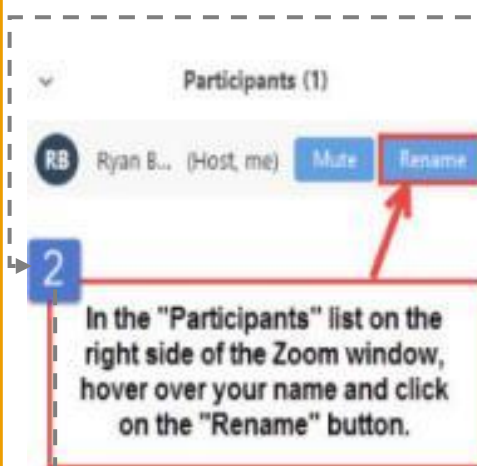 Participants (1)
RB Ryan B... (Host, me) Mute Rename
2
In the "Participants" list on the
right side of the Zoom window,
hover over your name and click
on the "Rename" button.